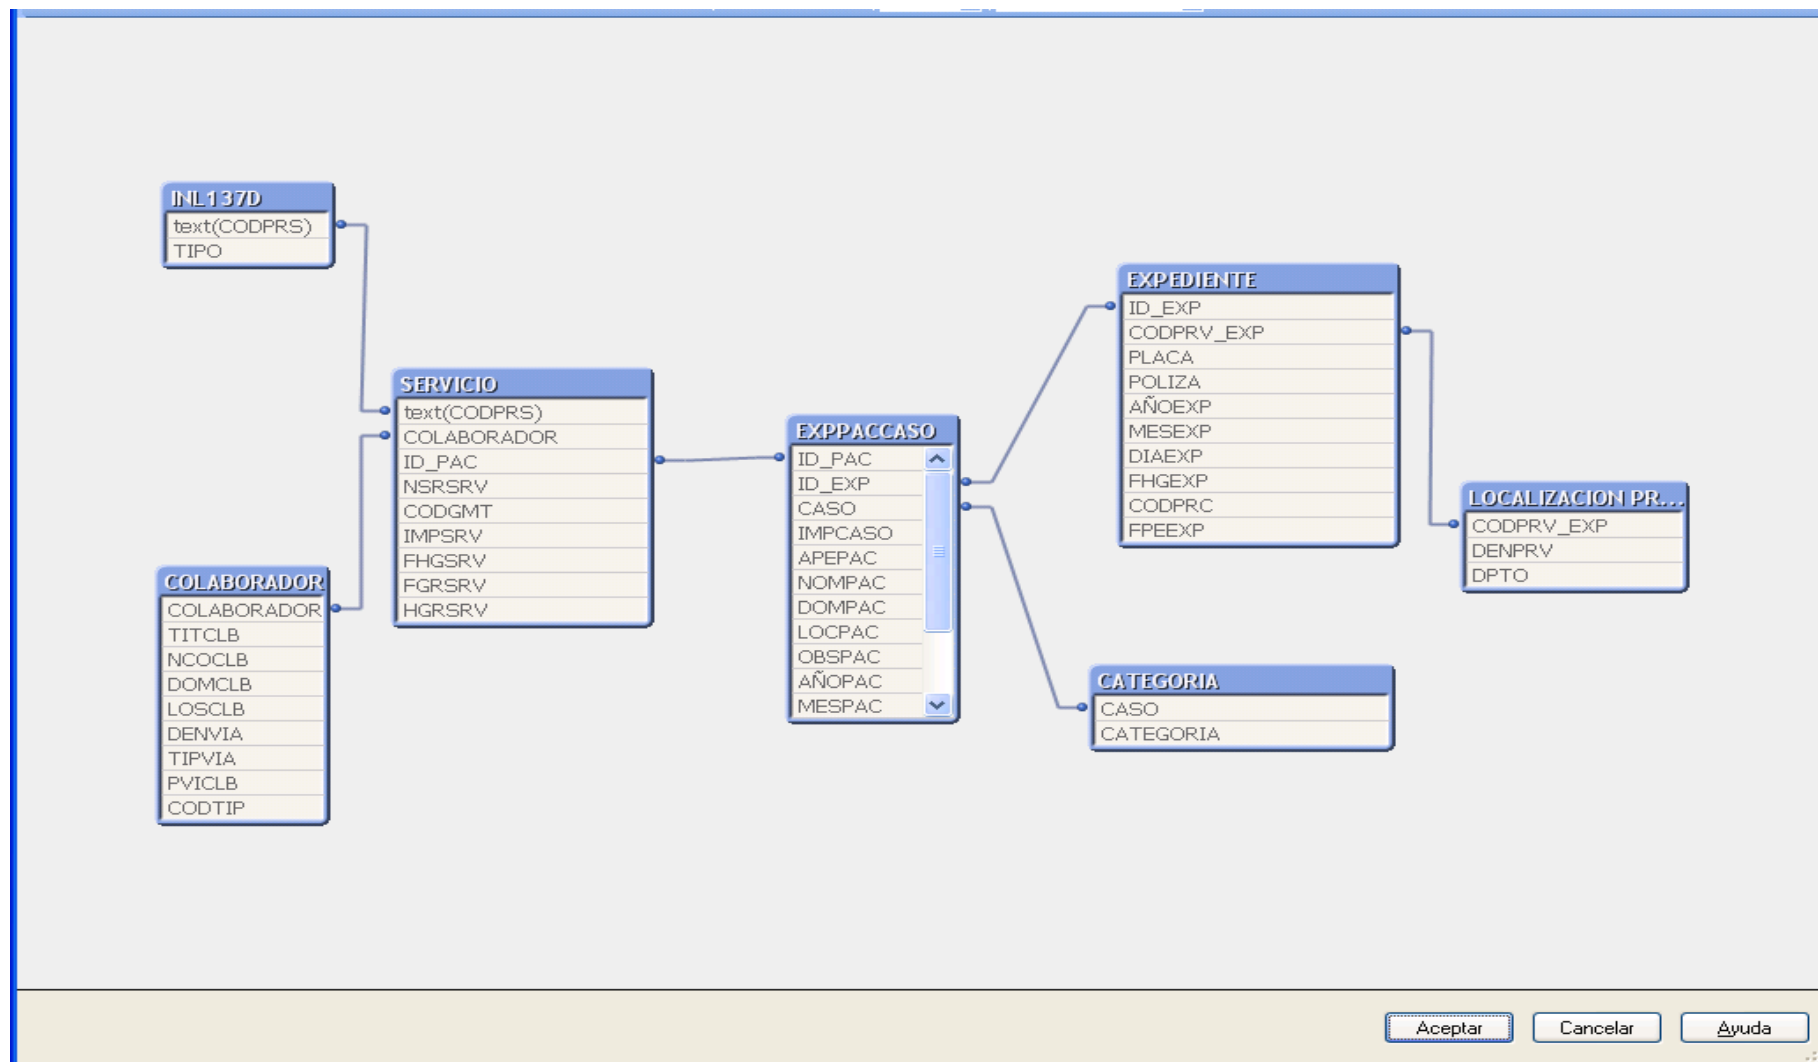 INL137D
text(CODPRS)
TIPO
SERVICIO
text(CODPRS)
COLABORADOR
ID_PAC
NSRSRV
CODGMT
IMPSRV
FHGSRV
FGRSRV
HGRSRV
COLABORADOR
COLABORADOR
TITCLB
NCOCLB
DOMCLB
LOSCLB
DENVIA
TIPVIA
PVICLB
CODTIP
EXPPACCASO
ID_PAC
ID_EXP
CASO
IMPCASO
APEPAC
NOMPAC
DOMPAC
LOCPAC
OBSPAC
AÑOPAC
MESPAC
EXPEDIENTE
ID_EXP
CODPRV_EXP
PLACA
POLIZA
AÑOEXP
MESEXP
DIAEXP
FHGEXP
CODPRC
FPEEXP
LOCALIZACION PR...
CODPRV_EXP
DENPRV
DPTO
CATEGORIA
CASO
CATEGORIA
Aceptar Cancelar Ayuda